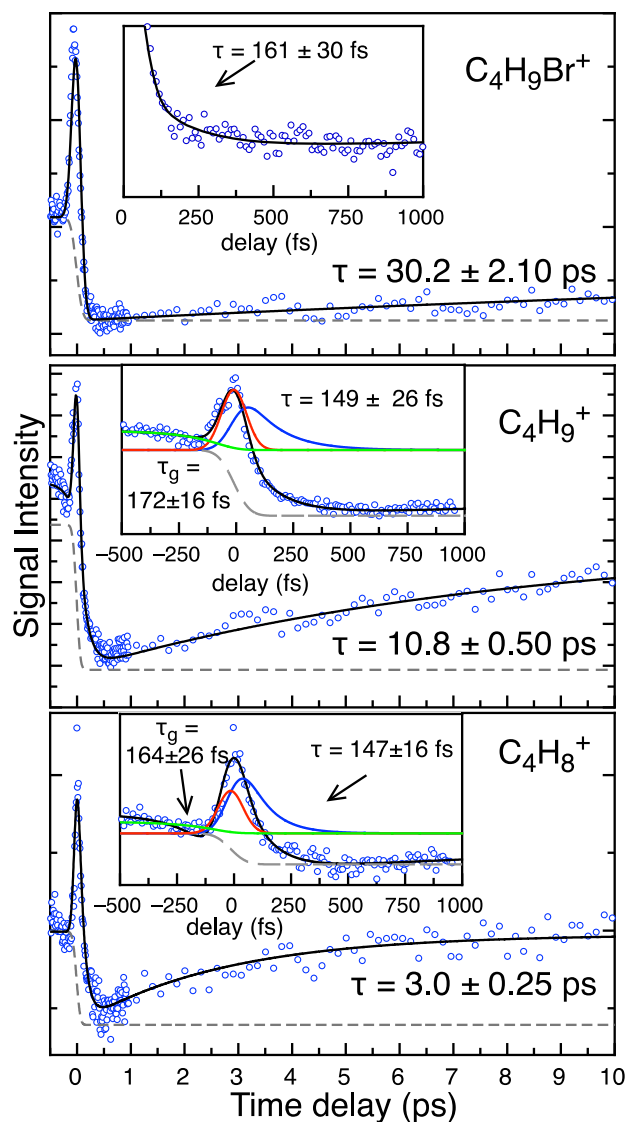 τ = 161 ± 30 fs
C₄H₉Br⁺
0 250 500 750 1000
delay (fs)
τ = 30.2 ± 2.10 ps
C₄H₉⁺
τ = 149 ± 26 fs
τg =
172±16 fs
−500 −250 0 250 500 750 1000
delay (fs)
τ = 10.8 ± 0.50 ps
Signal Intensity
C₄H₈⁺
τg =
164±26 fs
τ = 147±16 fs
−500 −250 0 250 500 750 1000
delay (fs)
τ = 3.0 ± 0.25 ps
0 1 2 3 4 5 6 7 8 9 10
Time delay (ps)